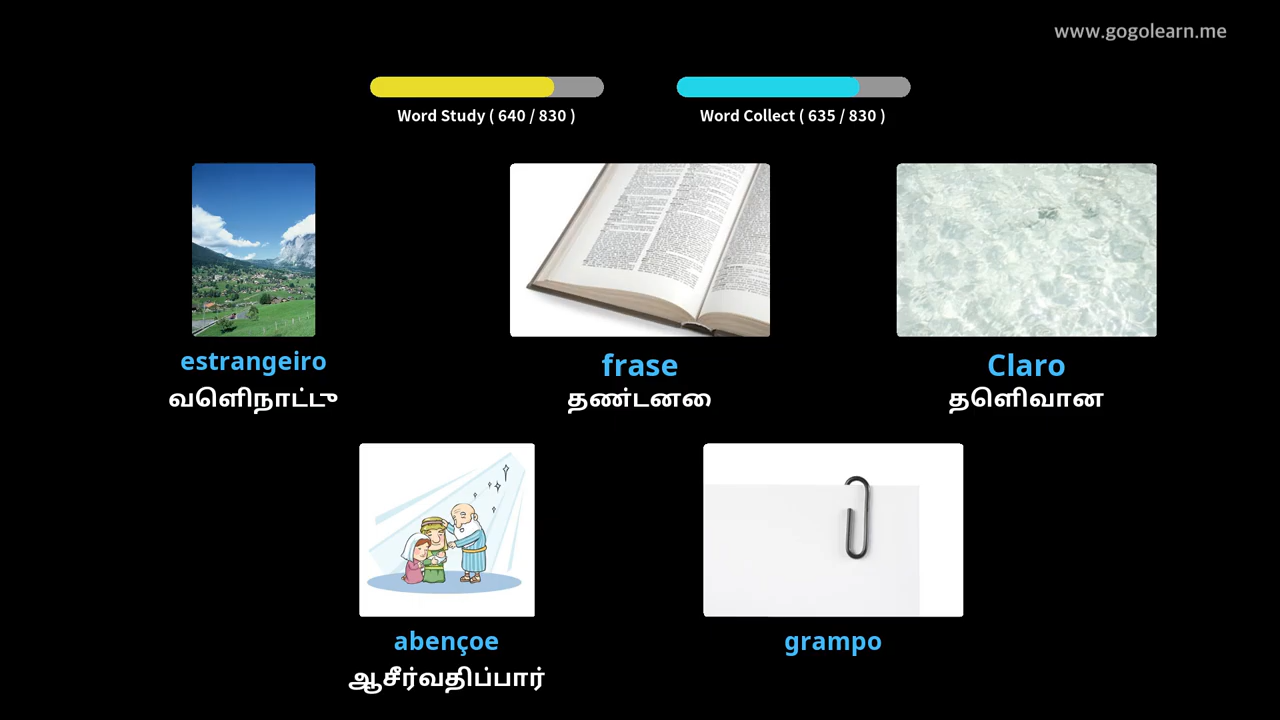 www.gogolearn.me
Word Study ( 640 / 830 )
Word Collect ( 635 / 830 )
estrangeiro
வெளிநாட்டு
frase
தண்டனை
Claro
தெளிவான
abençoe
ஆசீர்வதிப்பார்
grampo